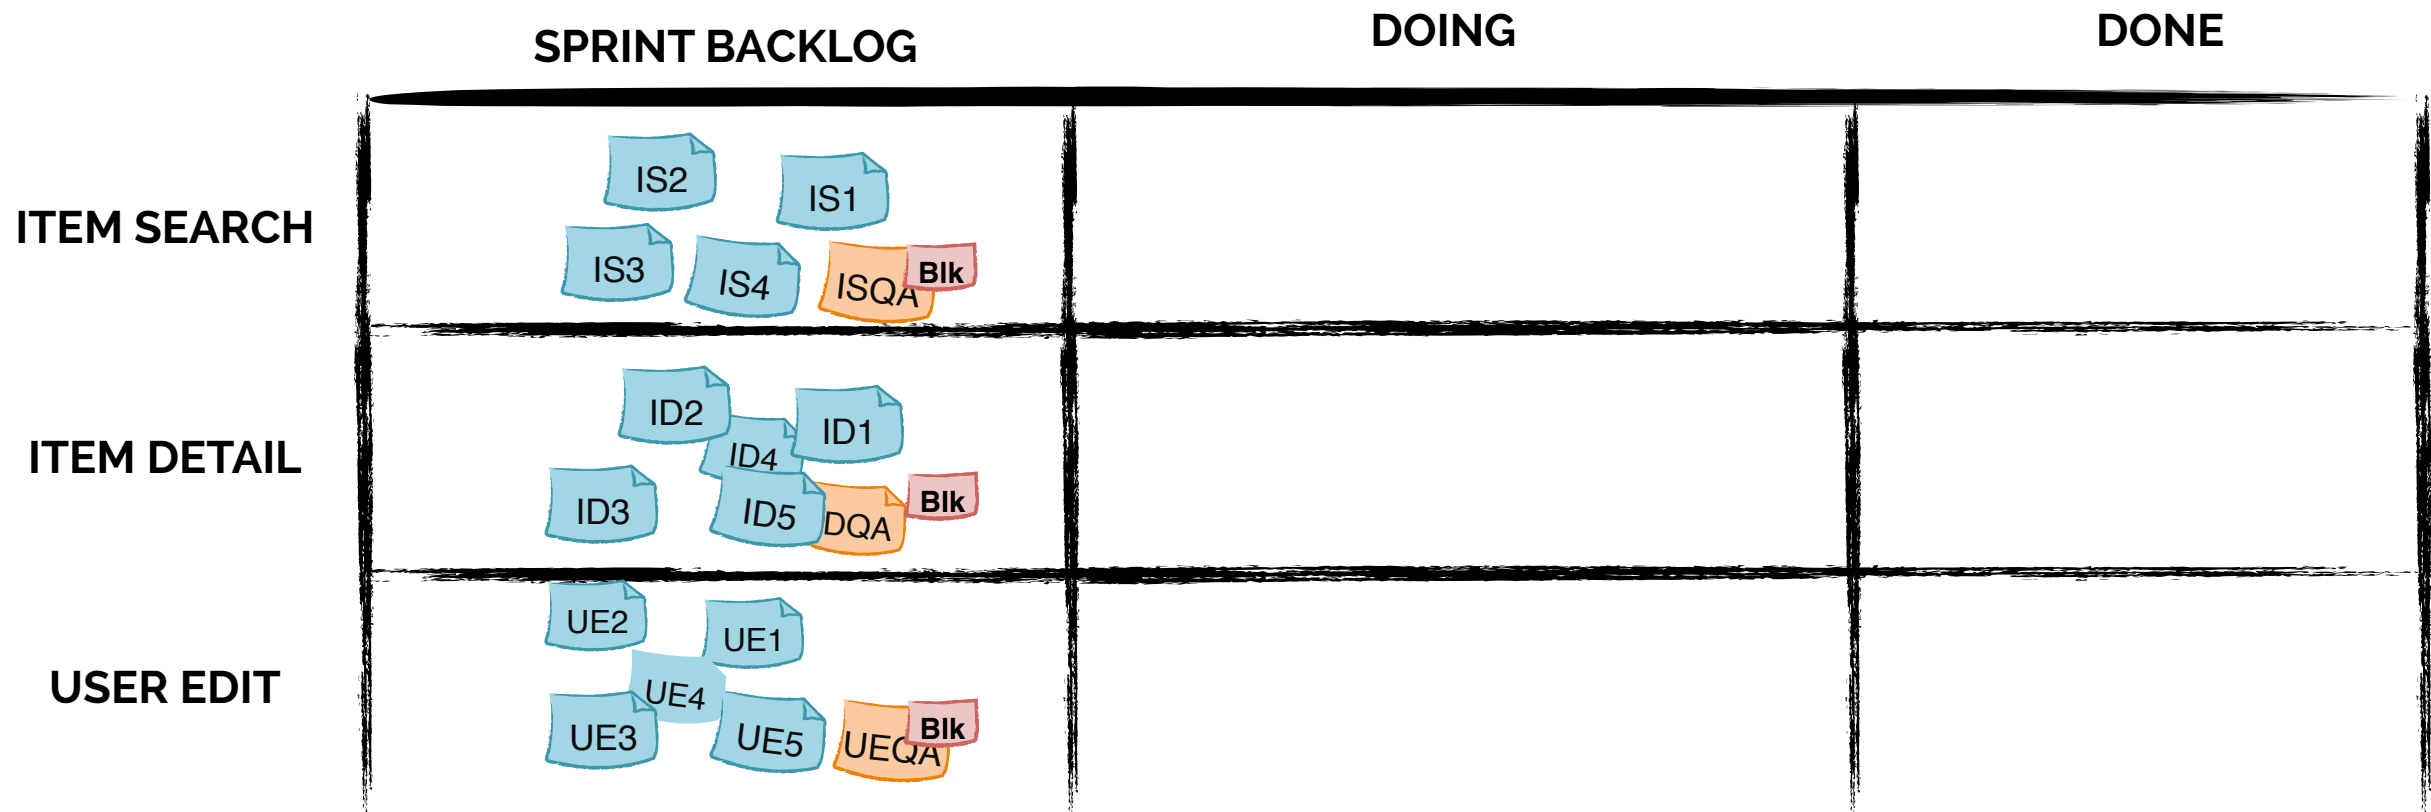 SPRINT BACKLOG
DOING
DONE
ITEM SEARCH
IS2
IS1
IS3
IS4
ISQA
Blk
ITEM DETAIL
ID2
ID1
ID4
ID3
ID5
DQA
Blk
USER EDIT
UE2
UE1
UE4
UE3
UE5
UEQA
Blk